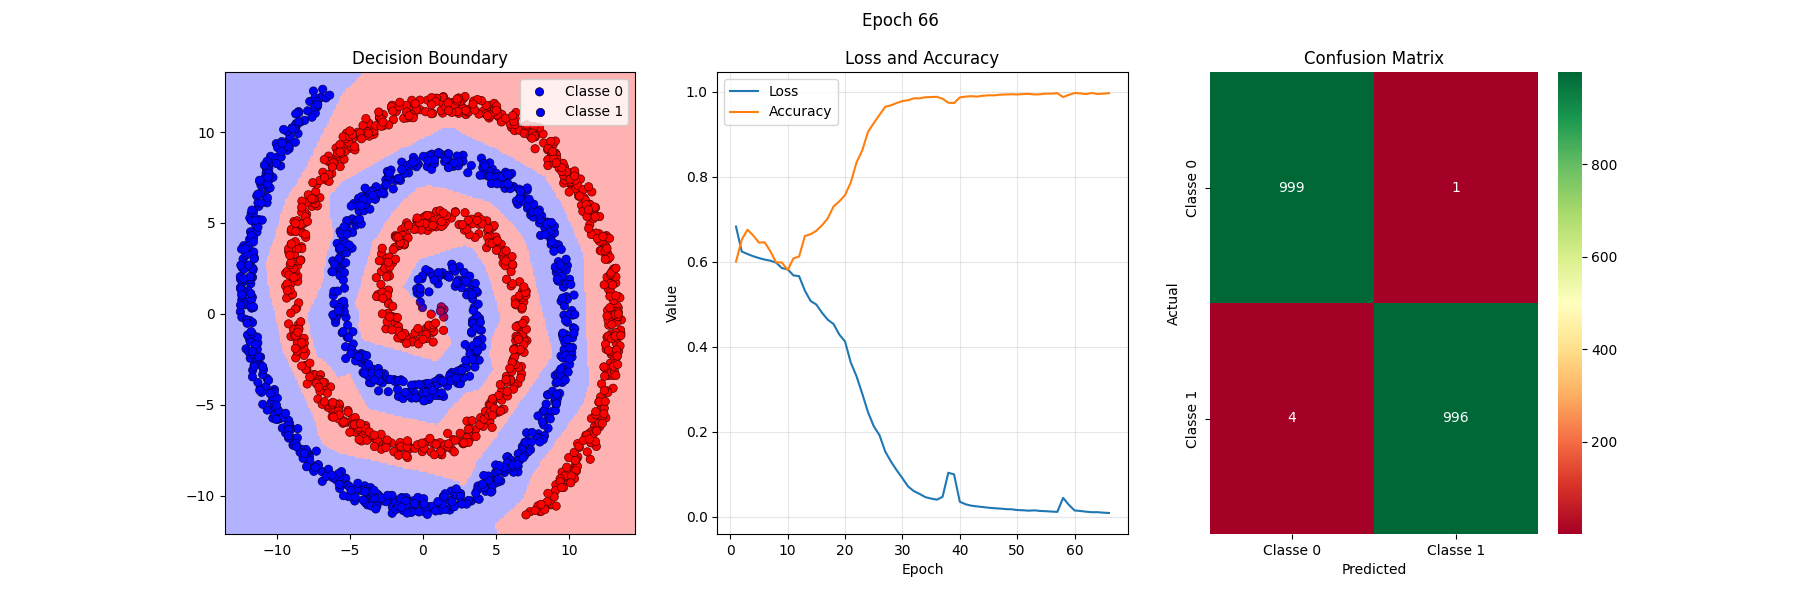 Epoch 66
Decision Boundary
Classe 0
Classe 1
10
5
0
−5
−10
−10 −5 0 5 10
Loss and Accuracy
Loss
Accuracy
Value
1.0
0.8
0.6
0.4
0.2
0.0
0 10 20 30 40 50 60
Epoch
Confusion Matrix
Actual
Classe 0
Classe 1
999 1
4 996
Classe 0 Classe 1
Predicted
800
600
400
200